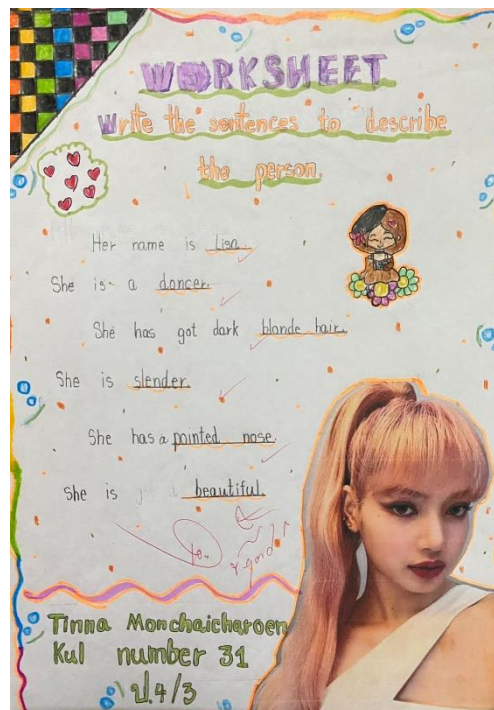 WORKSHEET
Write the sentences to describe
the person.
Her name is Lisa.
She is a dancer.
She has got dark blonde hair.
She is slender.
She has a pointed nose.
She is beautiful.
v.good
Tinna Monchaicharoen
Kul number 31
ป.4/3